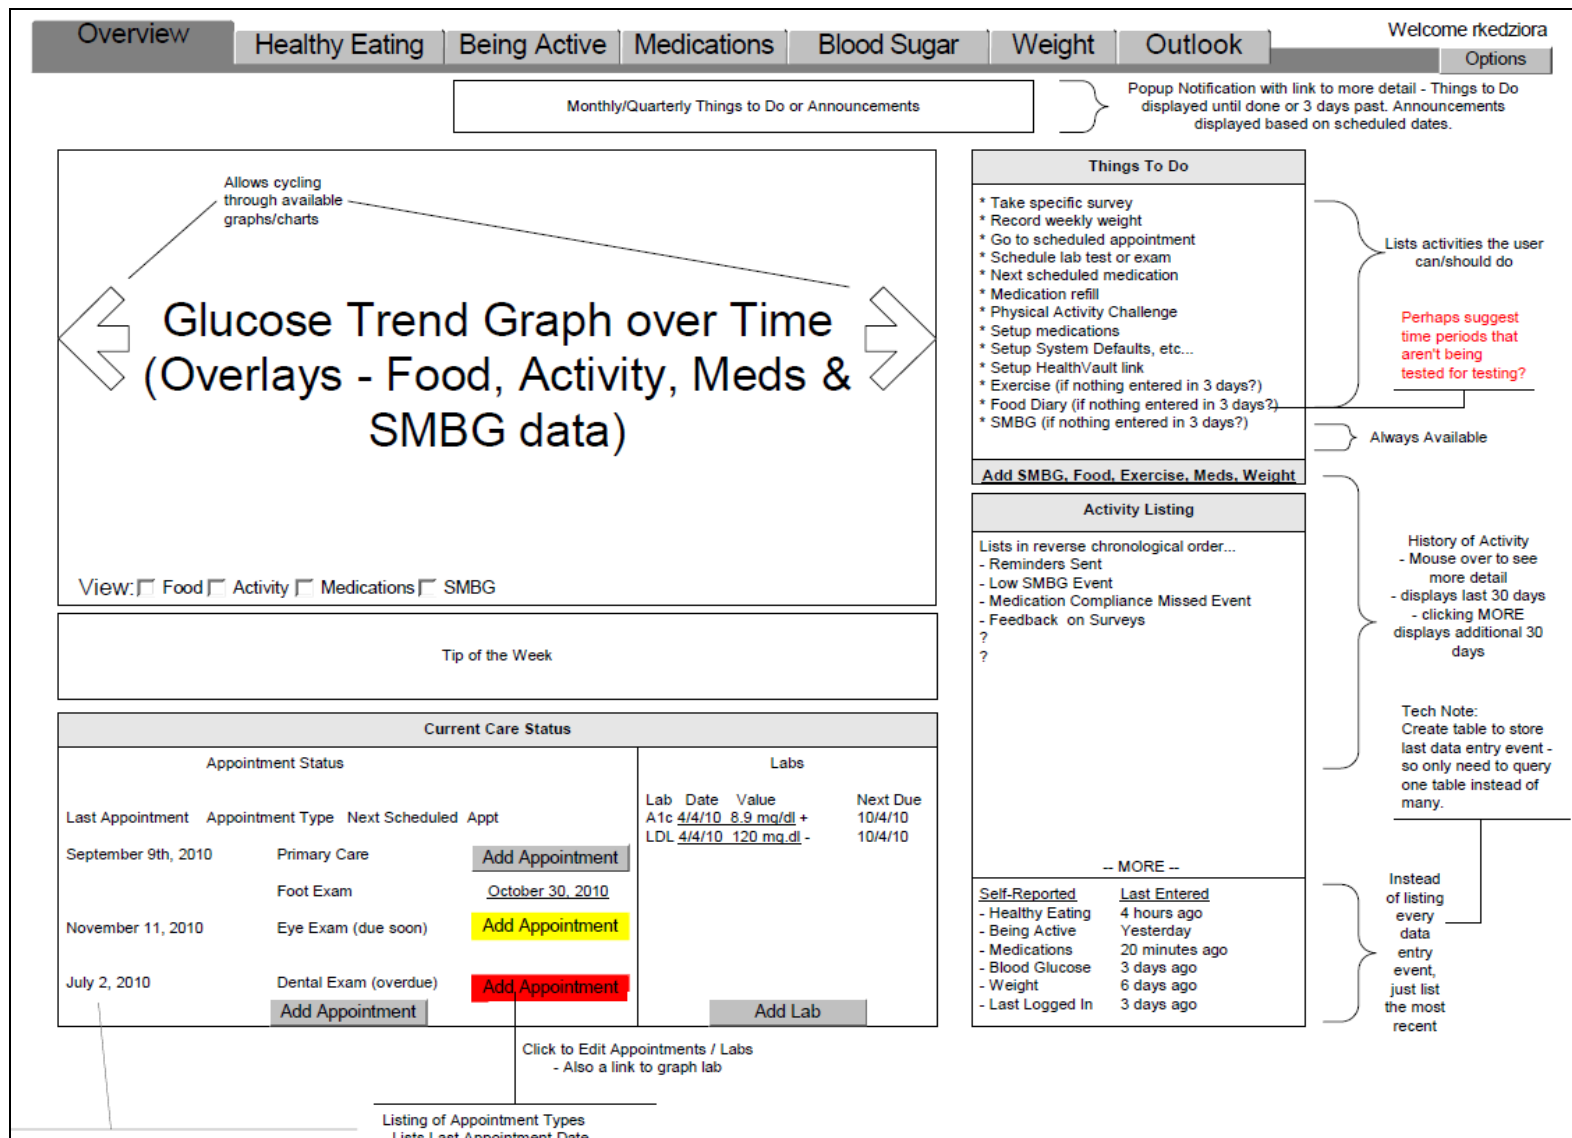 Overview
Healthy Eating
Being Active
Medications
Blood Sugar
Weight
Outlook
Welcome rkedziora
Options
Monthly/Quarterly Things to Do or Announcements
Popup Notification with link to more detail - Things to Do
displayed until done or 3 days past. Announcements
displayed based on scheduled dates.
Allows cycling
through available
graphs/charts
Glucose Trend Graph over Time
(Overlays - Food, Activity, Meds &
SMBG data)
View: Food Activity Medications SMBG
Tip of the Week
Things To Do
* Take specific survey
* Record weekly weight
* Go to scheduled appointment
* Schedule lab test or exam
* Next scheduled medication
* Medication refill
* Physical Activity Challenge
* Setup medications
* Setup System Defaults, etc...
* Setup HealthVault link
* Exercise (if nothing entered in 3 days?)
* Food Diary (if nothing entered in 3 days?)
* SMBG (if nothing entered in 3 days?)
Add SMBG, Food, Exercise, Meds, Weight
Lists activities the user
can/should do
Perhaps suggest
time periods that
aren't being
tested for testing?
Always Available
Activity Listing
Lists in reverse chronological order...
- Reminders Sent
- Low SMBG Event
- Medication Compliance Missed Event
- Feedback on Surveys
?
?
-- MORE --
History of Activity
- Mouse over to see
more detail
- displays last 30 days
- clicking MORE
displays additional 30
days
Tech Note:
Create table to store
last data entry event -
so only need to query
one table instead of
many.
Self-Reported Last Entered
- Healthy Eating 4 hours ago
- Being Active Yesterday
- Medications 20 minutes ago
- Blood Glucose 3 days ago
- Weight 6 days ago
- Last Logged In 3 days ago
Instead
of listing
every
data
entry
event,
just list
the most
recent
Current Care Status
Appointment Status
Last Appointment Appointment Type Next Scheduled Appt
September 9th, 2010 Primary Care Add Appointment
Foot Exam October 30, 2010
November 11, 2010 Eye Exam (due soon) Add Appointment
July 2, 2010 Dental Exam (overdue) Add Appointment
Add Appointment
Labs
Lab Date Value Next Due
A1c 4/4/10 8.9 mg/dl + 10/4/10
LDL 4/4/10 120 mg.dl - 10/4/10
Add Lab
Click to Edit Appointments / Labs
- Also a link to graph lab
Listing of Appointment Types
- Lists Last Appointment Date